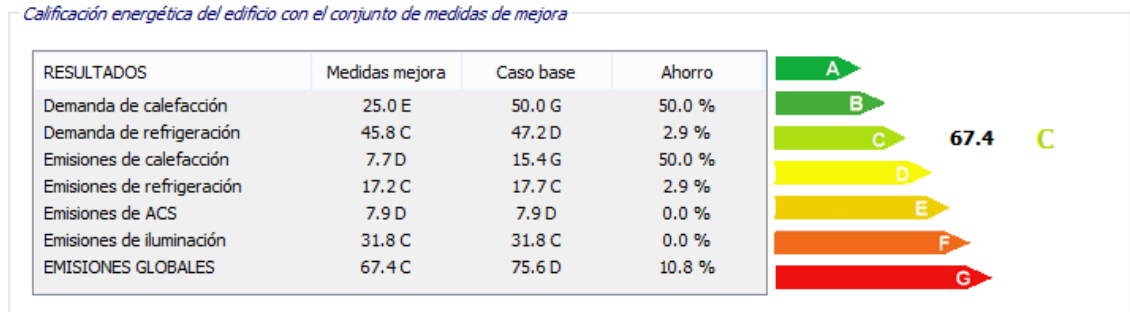 Calificación energética del edificio con el conjunto de medidas de mejora
RESULTADOS Medidas mejora Caso base Ahorro
Demanda de calefacción 25.0 E 50.0 G 50.0 %
Demanda de refrigeración 45.8 C 47.2 D 2.9 %
Emisiones de calefacción 7.7 D 15.4 G 50.0 %
Emisiones de refrigeración 17.2 C 17.7 C 2.9 %
Emisiones de ACS 7.9 D 7.9 D 0.0 %
Emisiones de iluminación 31.8 C 31.8 C 0.0 %
EMISIONES GLOBALES 67.4 C 75.6 D 10.8 %
A
B
C 67.4 C
D
E
F
G